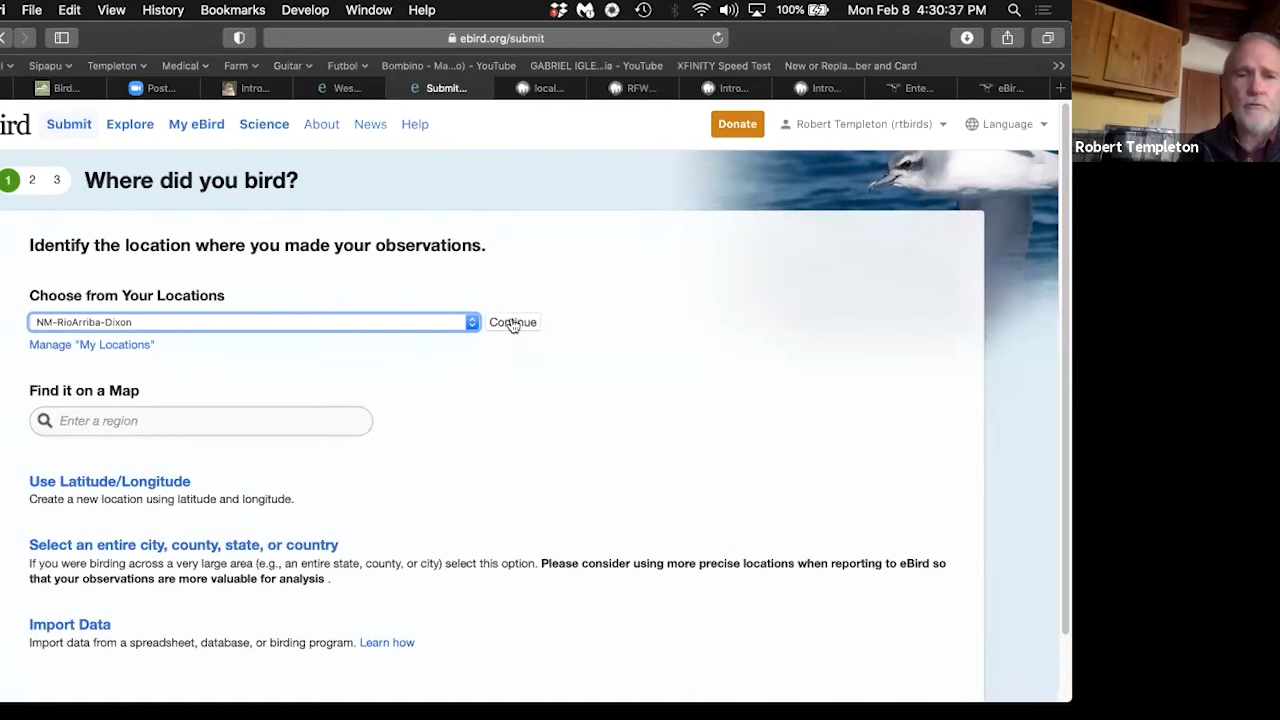 File Edit View History Bookmarks Develop Window Help 100% Mon Feb 8 4:30:37 PM
ebird.org/submit
Sipapu Templeton Medical Farm Guitar Futbol Bombino - Ma...o) - YouTube GABRIEL IGLE...ia - YouTube XFINITY Speed Test New or Repla...ber and Card >>
Bird... Post... Intro... Wes... Submit... local... RFW... Intro... Intro... Ente... eBir... +
ird Submit Explore My eBird Science About News Help Donate Robert Templeton (rtbirds) Language
1 2 3 Where did you bird?
Robert Templeton
Identify the location where you made your observations.
Choose from Your Locations
NM-RioArriba-Dixon Continue
Manage "My Locations"
Find it on a Map
Enter a region
Use Latitude/Longitude
Create a new location using latitude and longitude.
Select an entire city, county, state, or country
If you were birding across a very large area (e.g., an entire state, county, or city) select this option. Please consider using more precise locations when reporting to eBird so
that your observations are more valuable for analysis .
Import Data
Import data from a spreadsheet, database, or birding program. Learn how